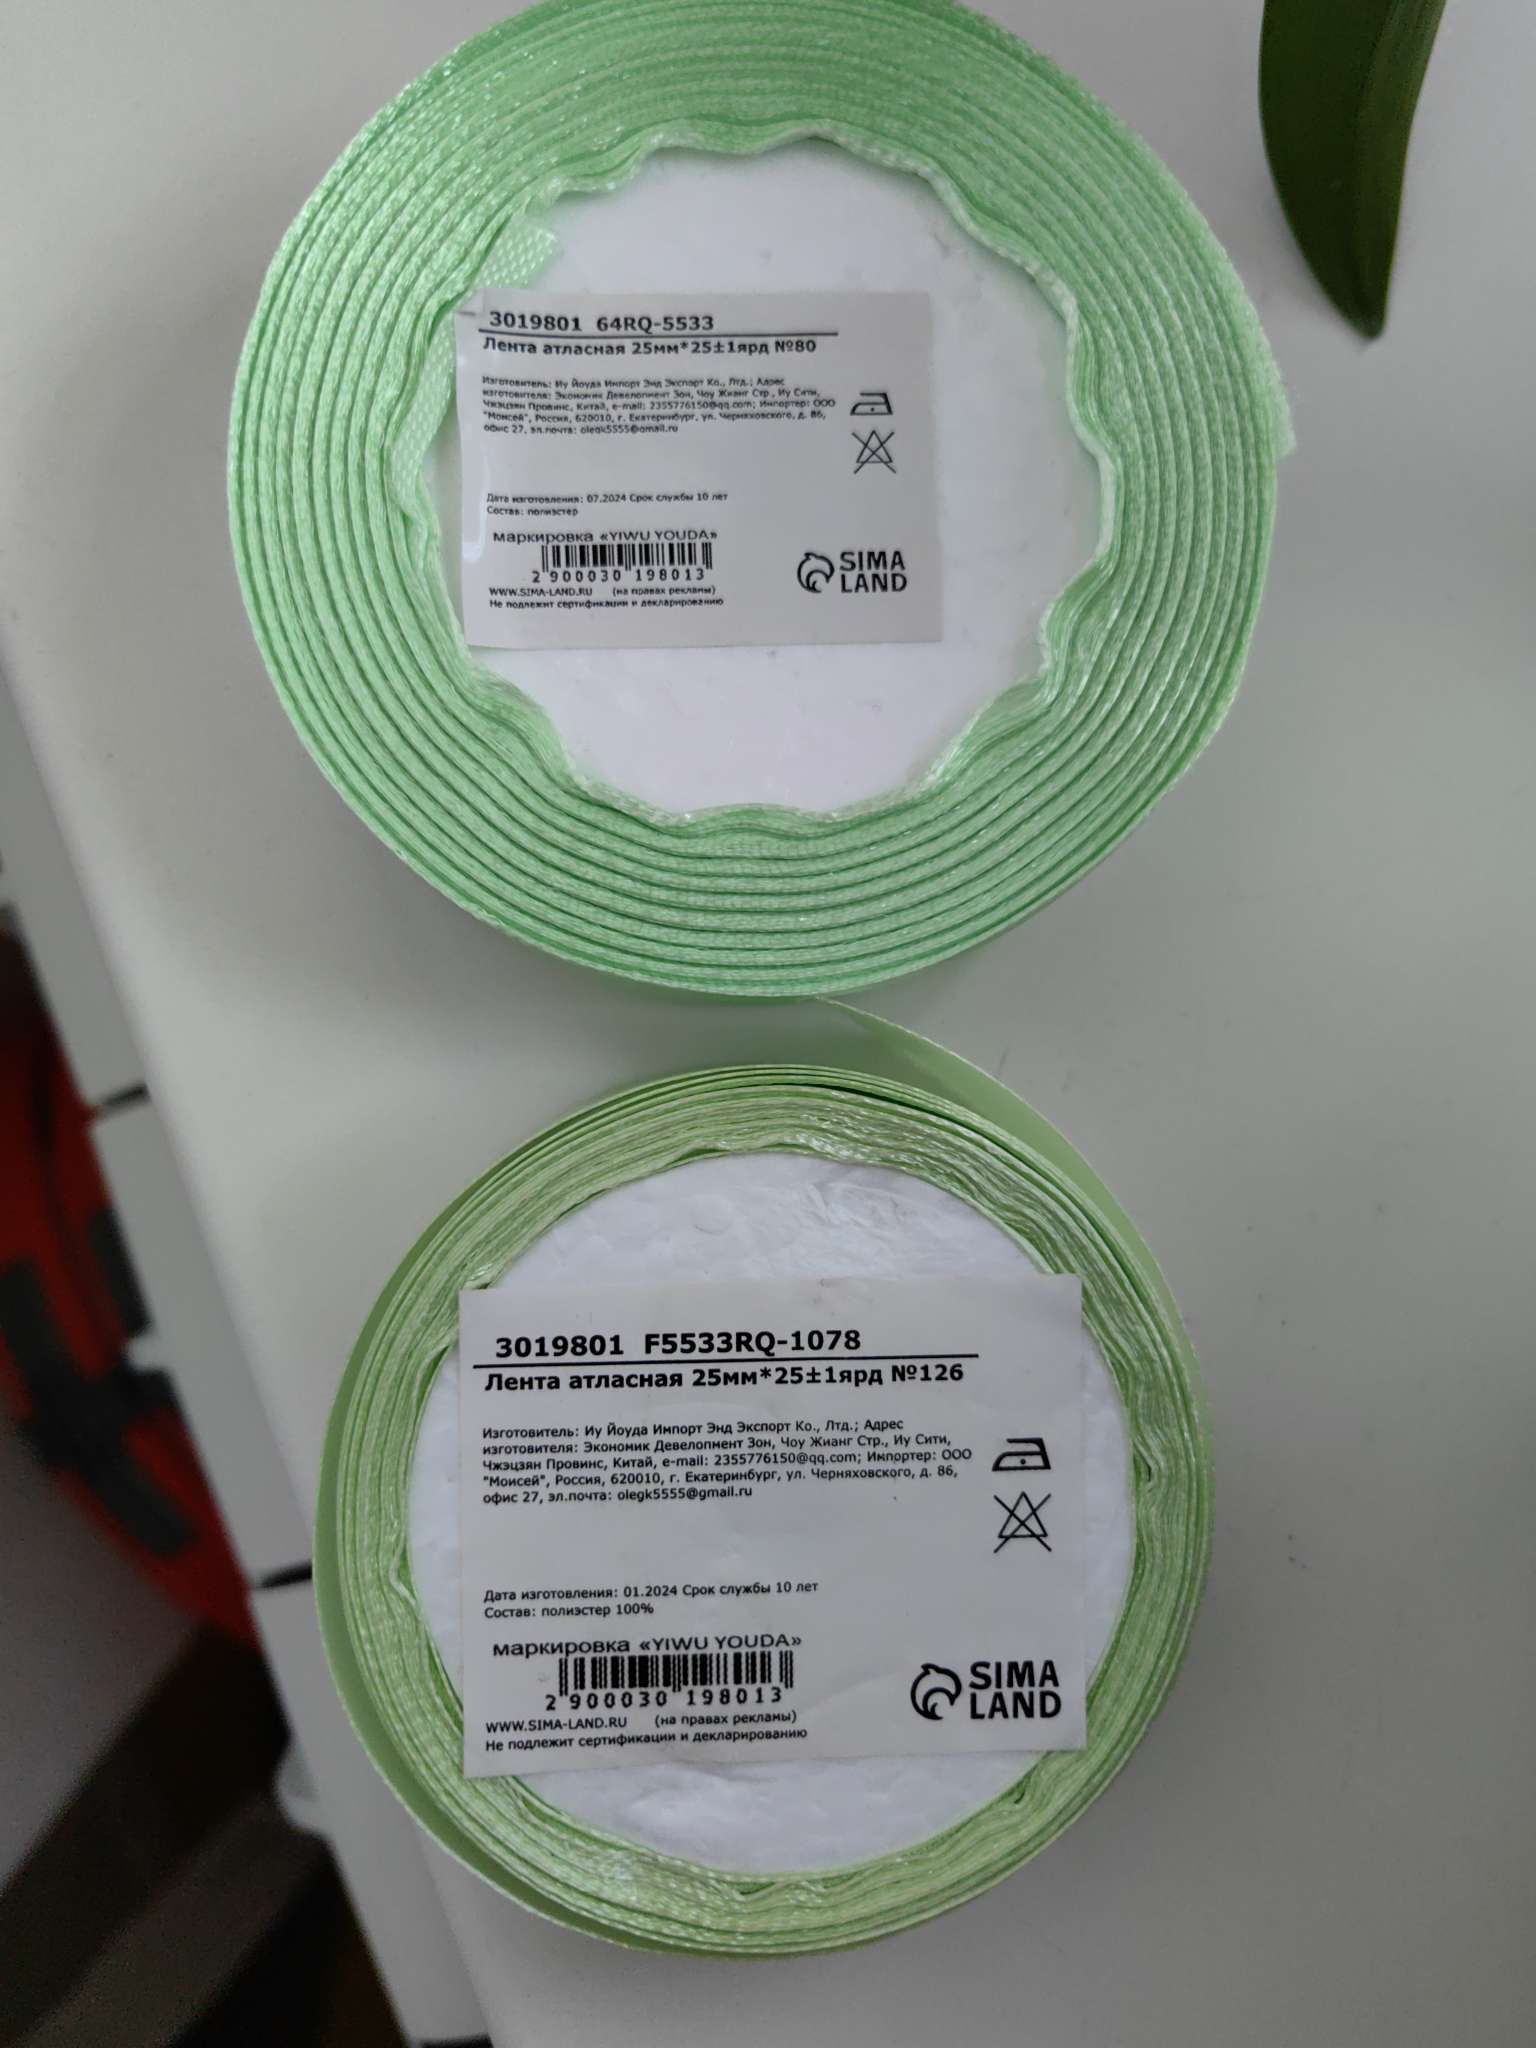 3019801 64RQ-5533
Лента атласная 25мм*25±1ярд №80
Изготовитель: Иу Йоуда Импорт Энд Экспорт Ко., Лтд.; Адрес
изготовителя: Экономик Девелопмент Зон, Чоу Жианг Стр., Иу Сити,
Чжэцзян Провинс, Китай, e-mail: 2355776150@qq.com; Импортер: ООО
"Моисей", Россия, 620010, г. Екатеринбург, ул. Черняховского, д. 86,
офис 27, эл.почта: olegk5555@gmail.ru
Дата изготовления: 07.2024 Срок службы 10 лет
Состав: полиэстер
маркировка «YIWU YOUDA»
2 900030 198013
WWW.SIMA-LAND.RU (на правах рекламы)
Не подлежит сертификации и декларированию
SIMA
LAND
3019801 F5533RQ-1078
Лента атласная 25мм*25±1ярд №126
Изготовитель: Иу Йоуда Импорт Энд Экспорт Ко., Лтд.; Адрес
изготовителя: Экономик Девелопмент Зон, Чоу Жианг Стр., Иу Сити,
Чжэцзян Провинс, Китай, e-mail: 2355776150@qq.com; Импортер: ООО
"Моисей", Россия, 620010, г. Екатеринбург, ул. Черняховского, д. 86,
офис 27, эл.почта: olegk5555@gmail.ru
Дата изготовления: 01.2024 Срок службы 10 лет
Состав: полиэстер 100%
маркировка «YIWU YOUDA»
2 900030 198013
WWW.SIMA-LAND.RU (на правах рекламы)
Не подлежит сертификации и декларированию
SIMA
LAND